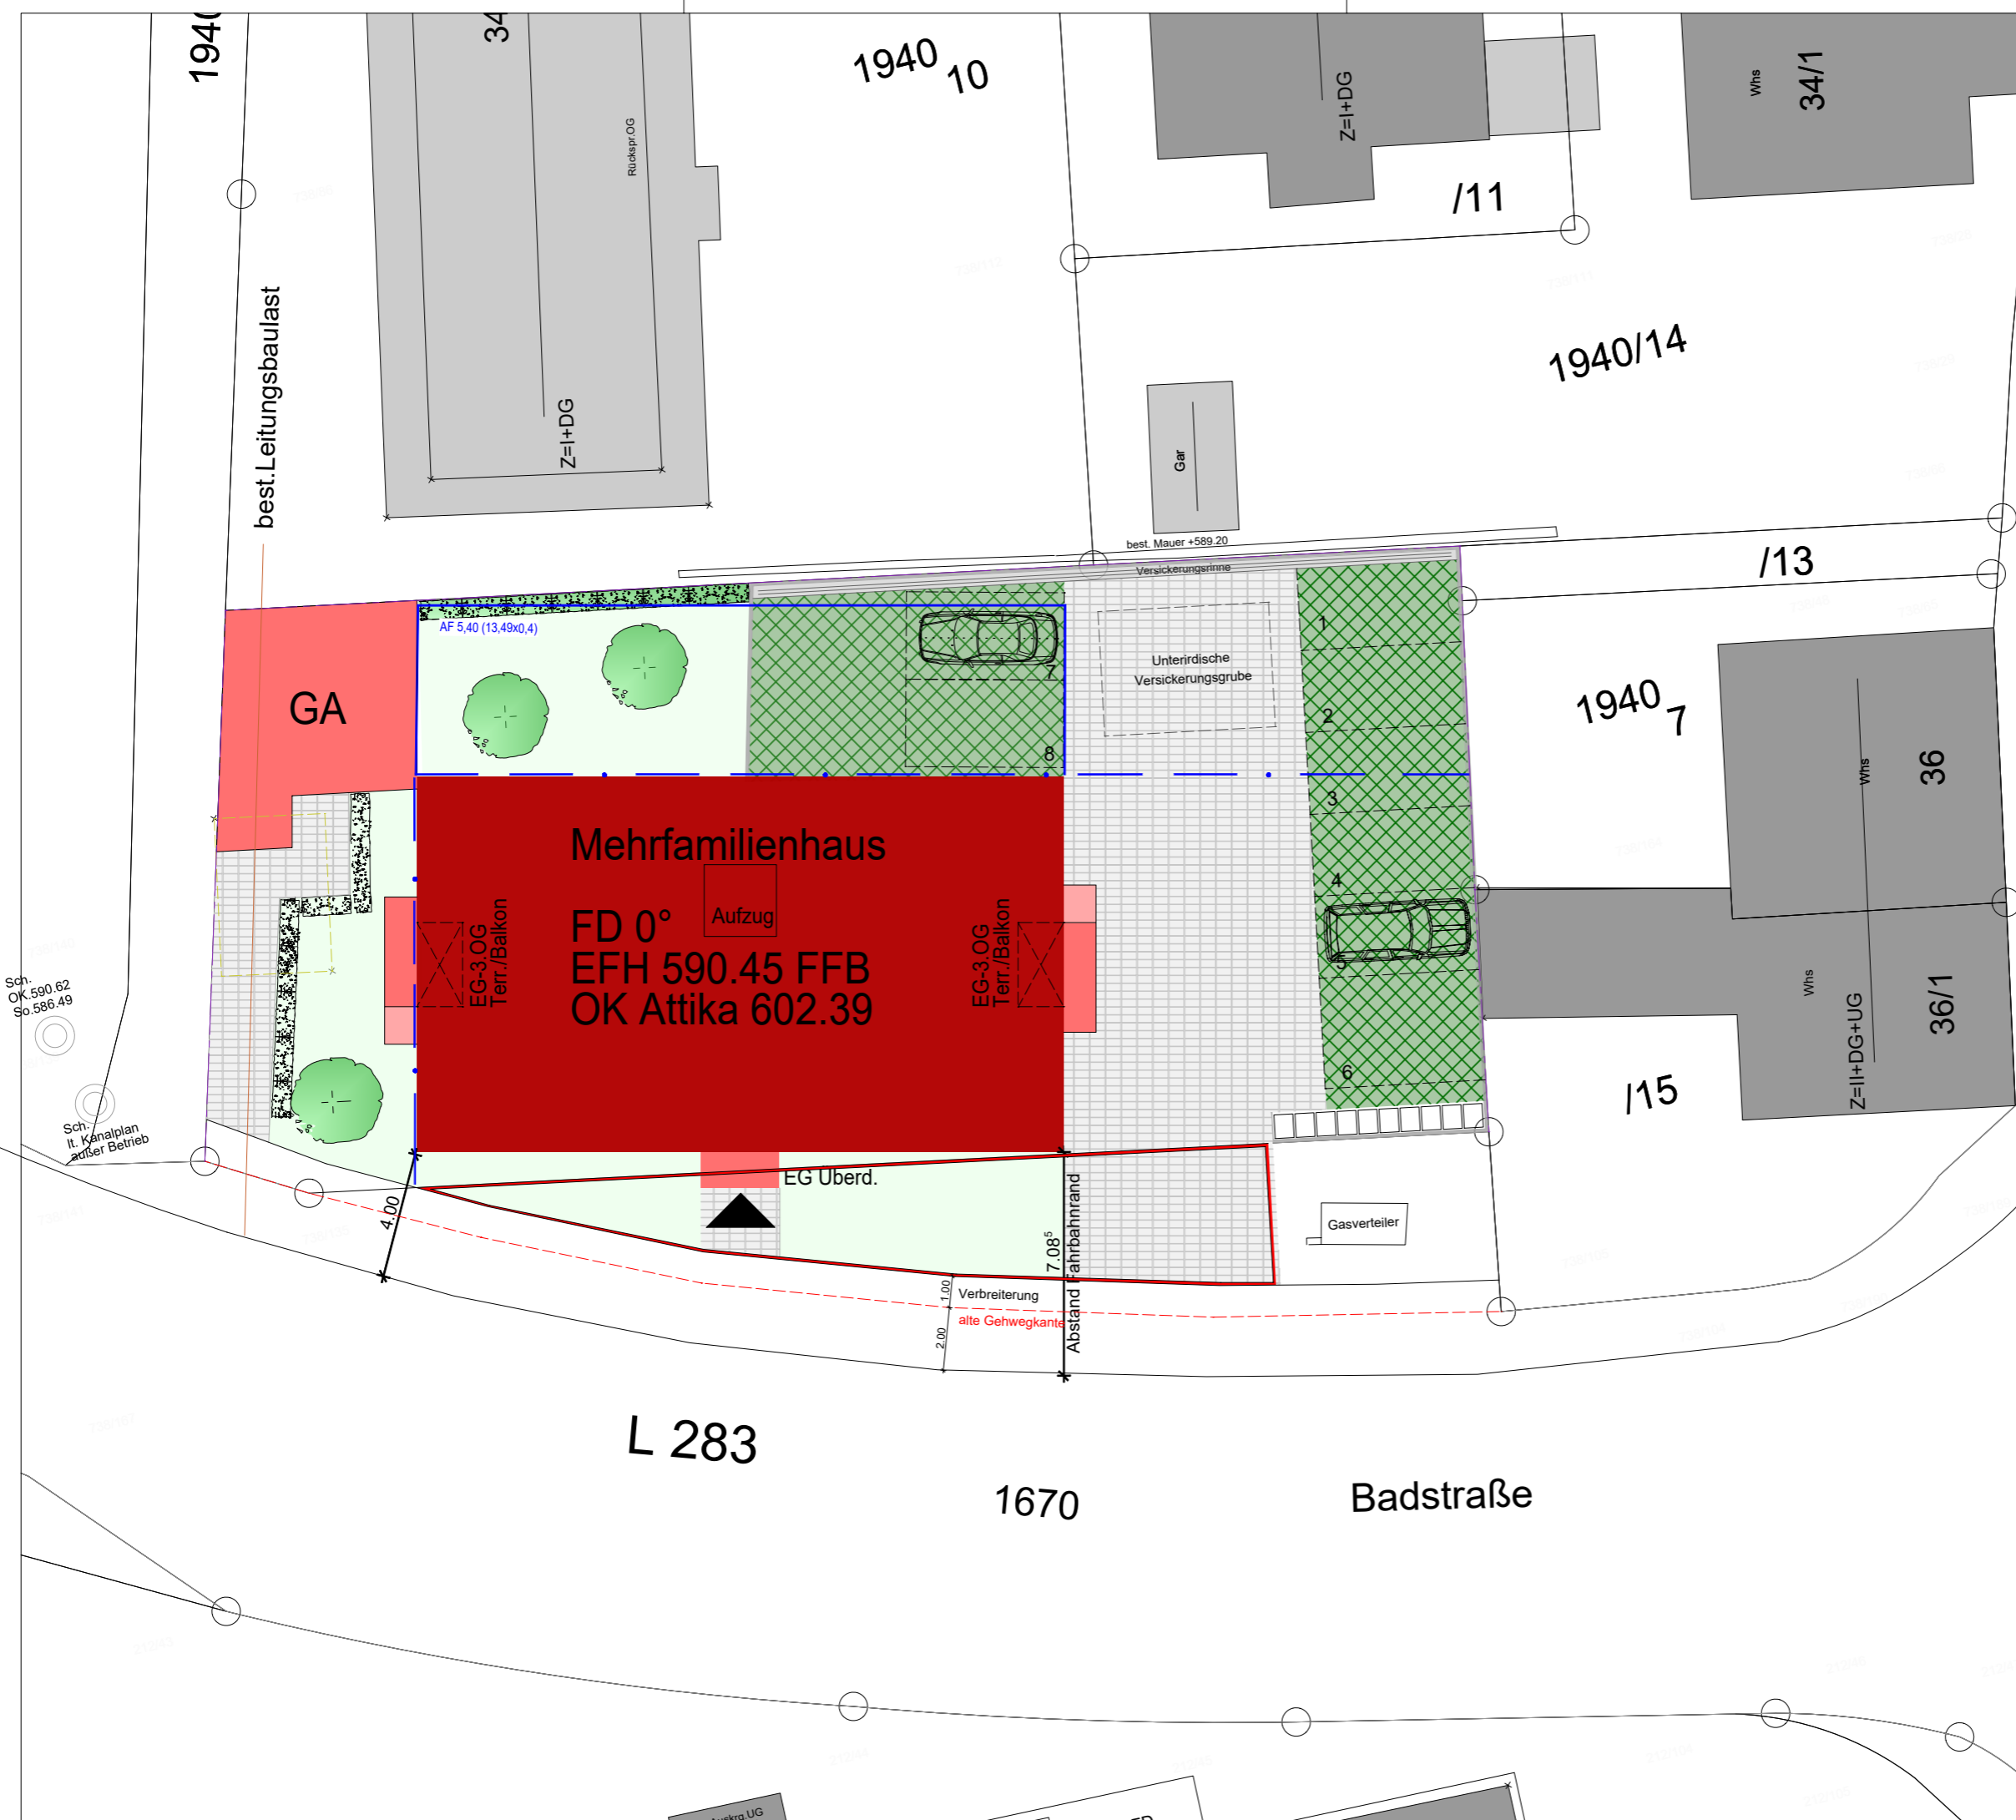 1940
34
1940
10
Z=I+DG
Whs
34/1
Rückspr.OG
/11
best.Leitungsbaulast
1940/14
Z=I+DG
Gar
best. Mauer +589.20
Versickerungsrinne
/13
AF 5,40 (13,49x0,4)
GA
7
8
Unterirdische
Versickerungsgrube
1
2
3
4
5
6
1940
7
Whs
36
Mehrfamilienhaus
Aufzug
FD 0°
EFH 590.45 FFB
OK Attika 602.39
EG-3.OG
Terr./Balkon
EG-3.OG
Terr./Balkon
Whs
36/1
Z=II+DG+UG
/15
Sch.
OK.590.62
So.586.49
Sch.
lt. Kanalplan
außer Betrieb
EG Überd.
4.00
7.08⁵
Abstand Fahrbahnrand
Gasverteiler
1.00
Verbreiterung
alte Gehwegkante
2.00
L 283
1670
Badstraße